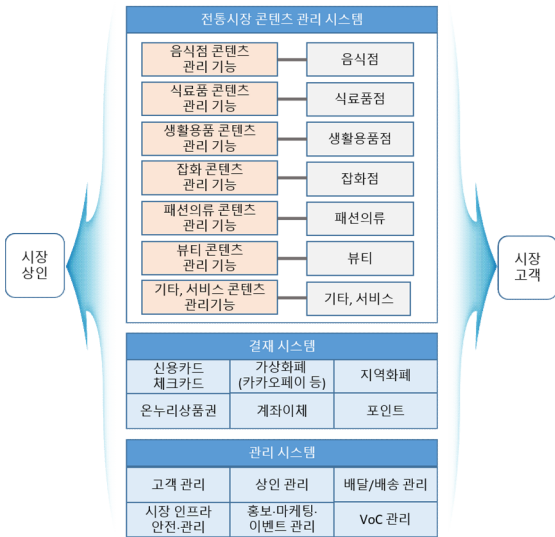 전통시장 콘텐츠 관리 시스템
음식점 콘텐츠
관리 기능
음식점
식료품 콘텐츠
관리 기능
식료품점
생활용품 콘텐츠
관리 기능
생활용품점
잡화 콘텐츠
관리 기능
잡화점
패션의류 콘텐츠
관리 기능
패션의류
뷰티 콘텐츠
관리 기능
뷰티
기타, 서비스 콘텐츠
관리기능
기타, 서비스
시장
상인
시장
고객
결재 시스템
신용카드
체크카드
가상화폐
(카카오페이 등)
지역화폐
온누리상품권
계좌이체
포인트
관리 시스템
고객 관리
상인 관리
배달/배송 관리
시장 인프라
안전·관리
홍보·마케팅·
이벤트 관리
VoC 관리